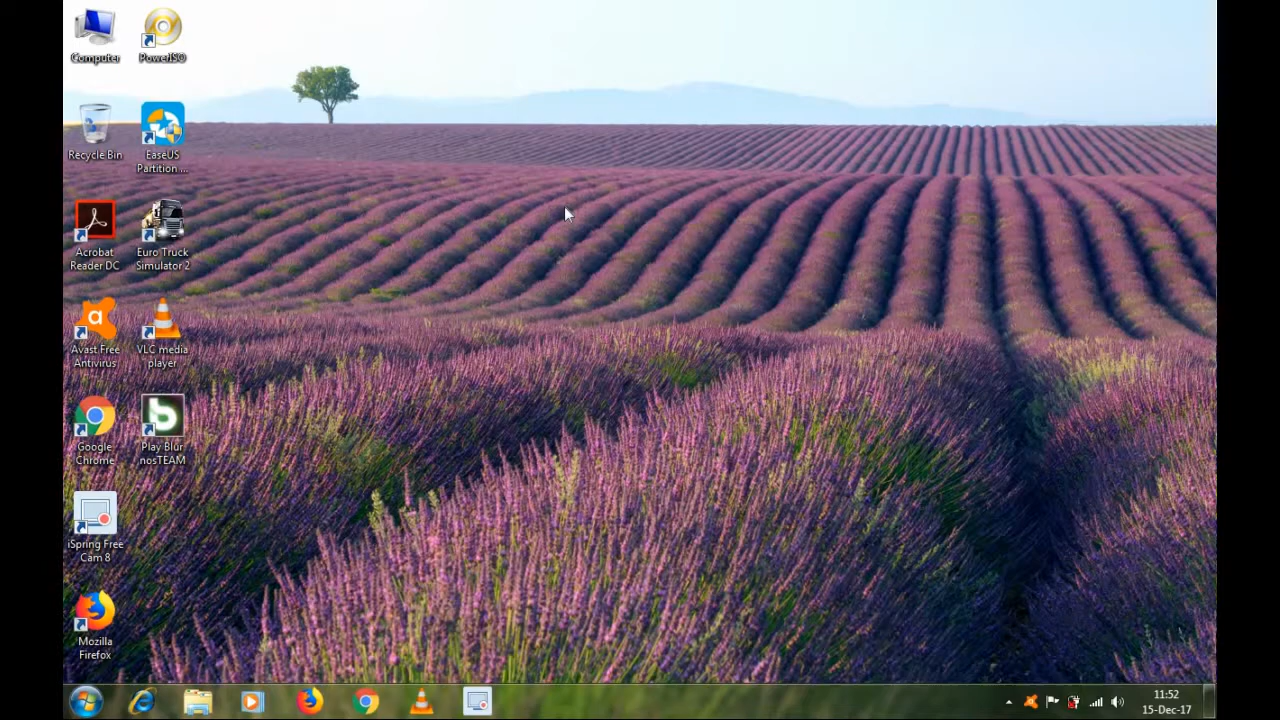 Computer
PowerISO
Recycle Bin
EaseUS
Partition ...
Acrobat
Reader DC
Euro Truck
Simulator 2
Avast Free
Antivirus
VLC media
player
Google
Chrome
Play Blur
nosTEAM
iSpring Free
Cam 8
Mozilla
Firefox
11:52
15-Dec-17